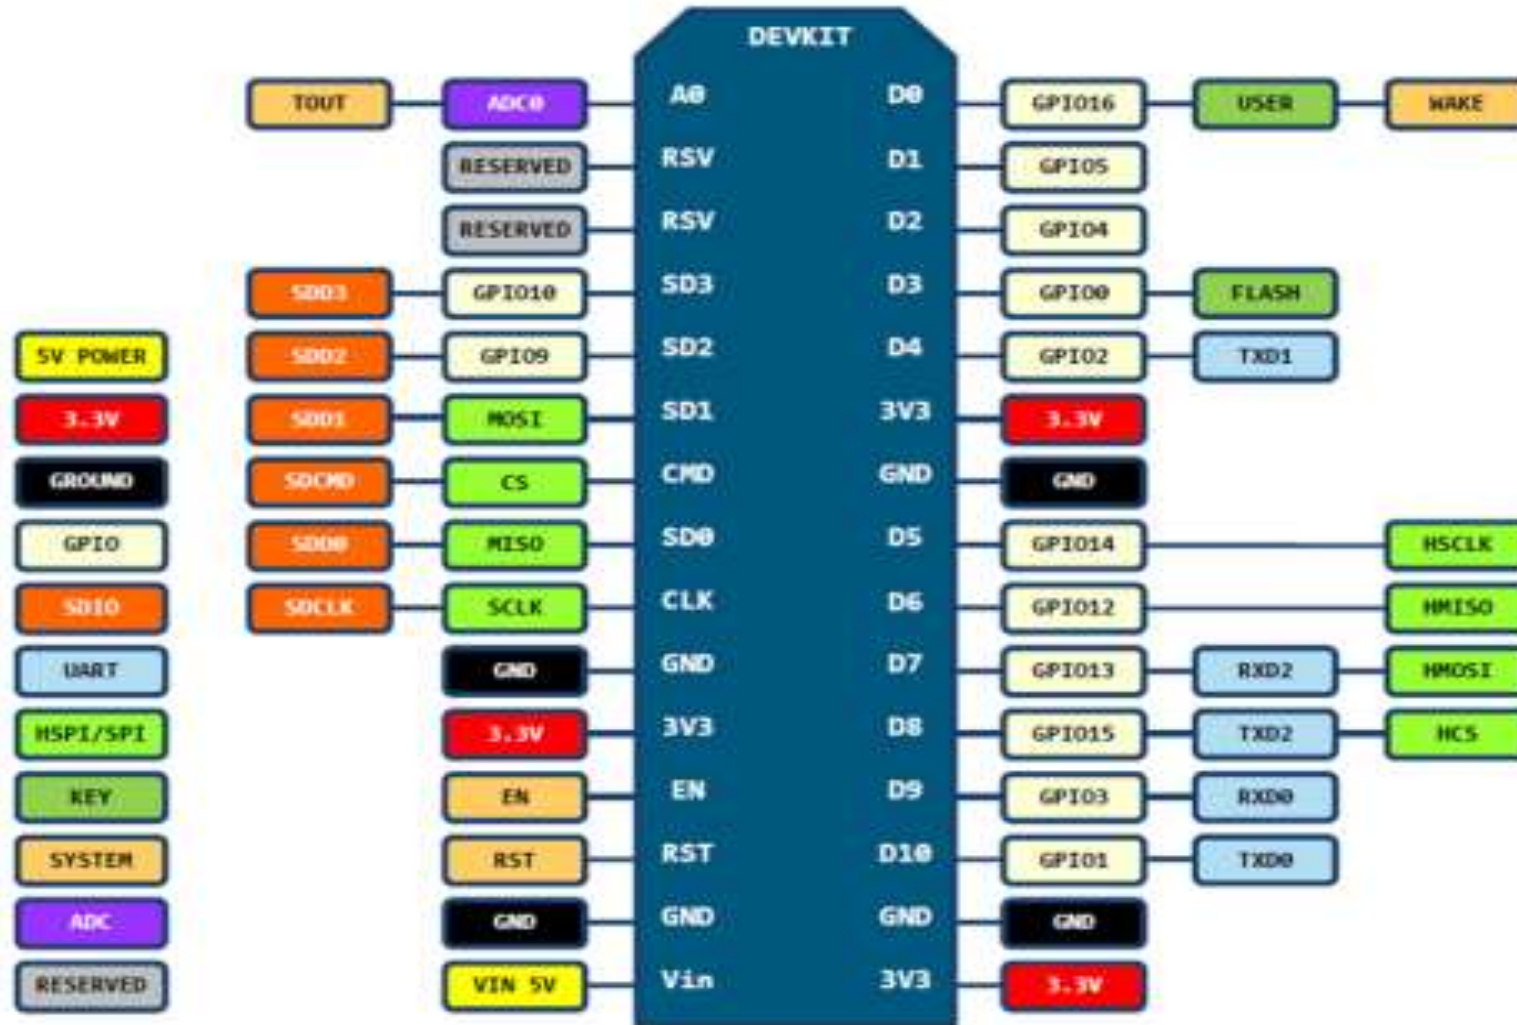 DEVKIT
TOUT ADC0 A0 D0 GPIO16 USER WAKE
RESERVED RSV D1 GPIO5
RESERVED RSV D2 GPIO4
SDD3 GPIO10 SD3 D3 GPIO0 FLASH
5V POWER SDD2 GPIO9 SD2 D4 GPIO2 TXD1
3.3V SDD1 MOSI SD1 3V3 3.3V
GROUND SDCMD CS CMD GND GND
GPIO SDD0 MISO SD0 D5 GPIO14 HSCLK
SDIO SDCLK SCLK CLK D6 GPIO12 HMISO
UART GND GND D7 GPIO13 RXD2 HMOSI
HSPI/SPI 3.3V 3V3 D8 GPIO15 TXD2 HCS
KEY EN EN D9 GPIO3 RXD0
SYSTEM RST RST D10 GPIO1 TXD0
ADC GND GND GND GND
RESERVED VIN 5V Vin 3V3 3.3V